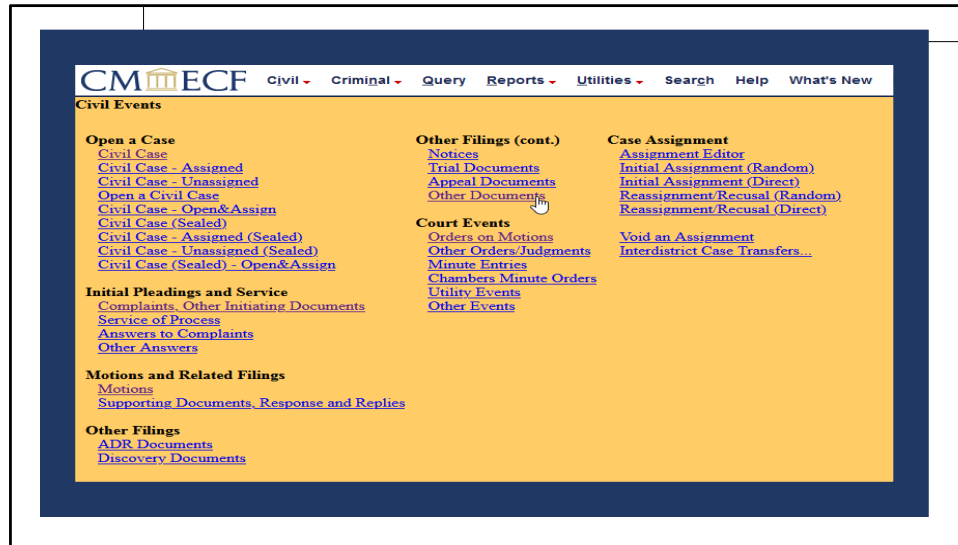 CM ECF Civil Criminal Query Reports Utilities Search Help What's New
Civil Events
Open a Case
Civil Case
Civil Case - Assigned
Civil Case - Unassigned
Open a Civil Case
Civil Case - Open&Assign
Civil Case (Sealed)
Civil Case - Assigned (Sealed)
Civil Case - Unassigned (Sealed)
Civil Case (Sealed) - Open&Assign
Initial Pleadings and Service
Complaints, Other Initiating Documents
Service of Process
Answers to Complaints
Other Answers
Motions and Related Filings
Motions
Supporting Documents, Response and Replies
Other Filings
ADR Documents
Discovery Documents
Other Filings (cont.)
Notices
Trial Documents
Appeal Documents
Other Documents
Court Events
Orders on Motions
Other Orders/Judgments
Minute Entries
Chambers Minute Orders
Utility Events
Other Events
Case Assignment
Assignment Editor
Initial Assignment (Random)
Initial Assignment (Direct)
Reassignment/Recusal (Random)
Reassignment/Recusal (Direct)
Void an Assignment
Interdistrict Case Transfers...